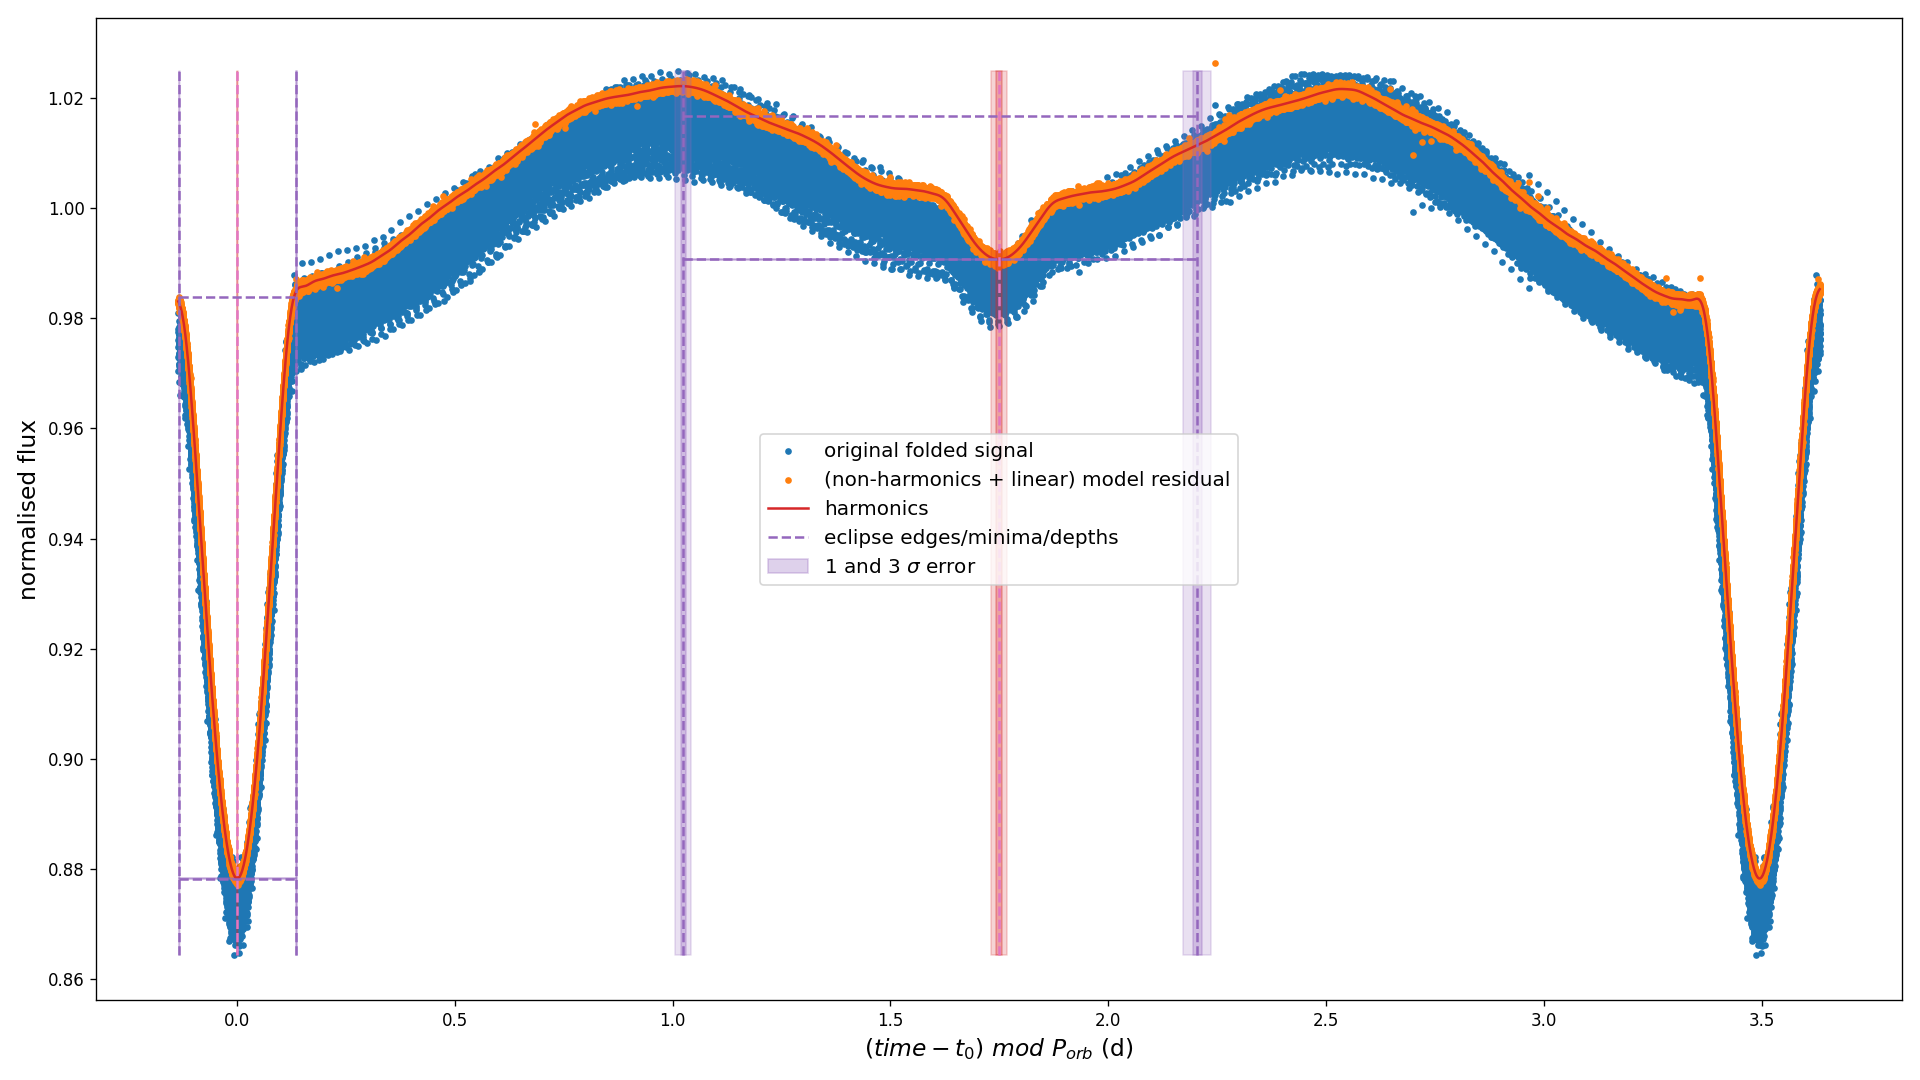 normalised flux
1.02
1.00
0.98
0.96
0.94
0.92
0.90
0.88
0.86
original folded signal
(non-harmonics + linear) model residual
harmonics
eclipse edges/minima/depths
1 and 3 σ error
0.0 0.5 1.0 1.5 2.0 2.5 3.0 3.5
(time − t₀) mod Pₒᵣb (d)